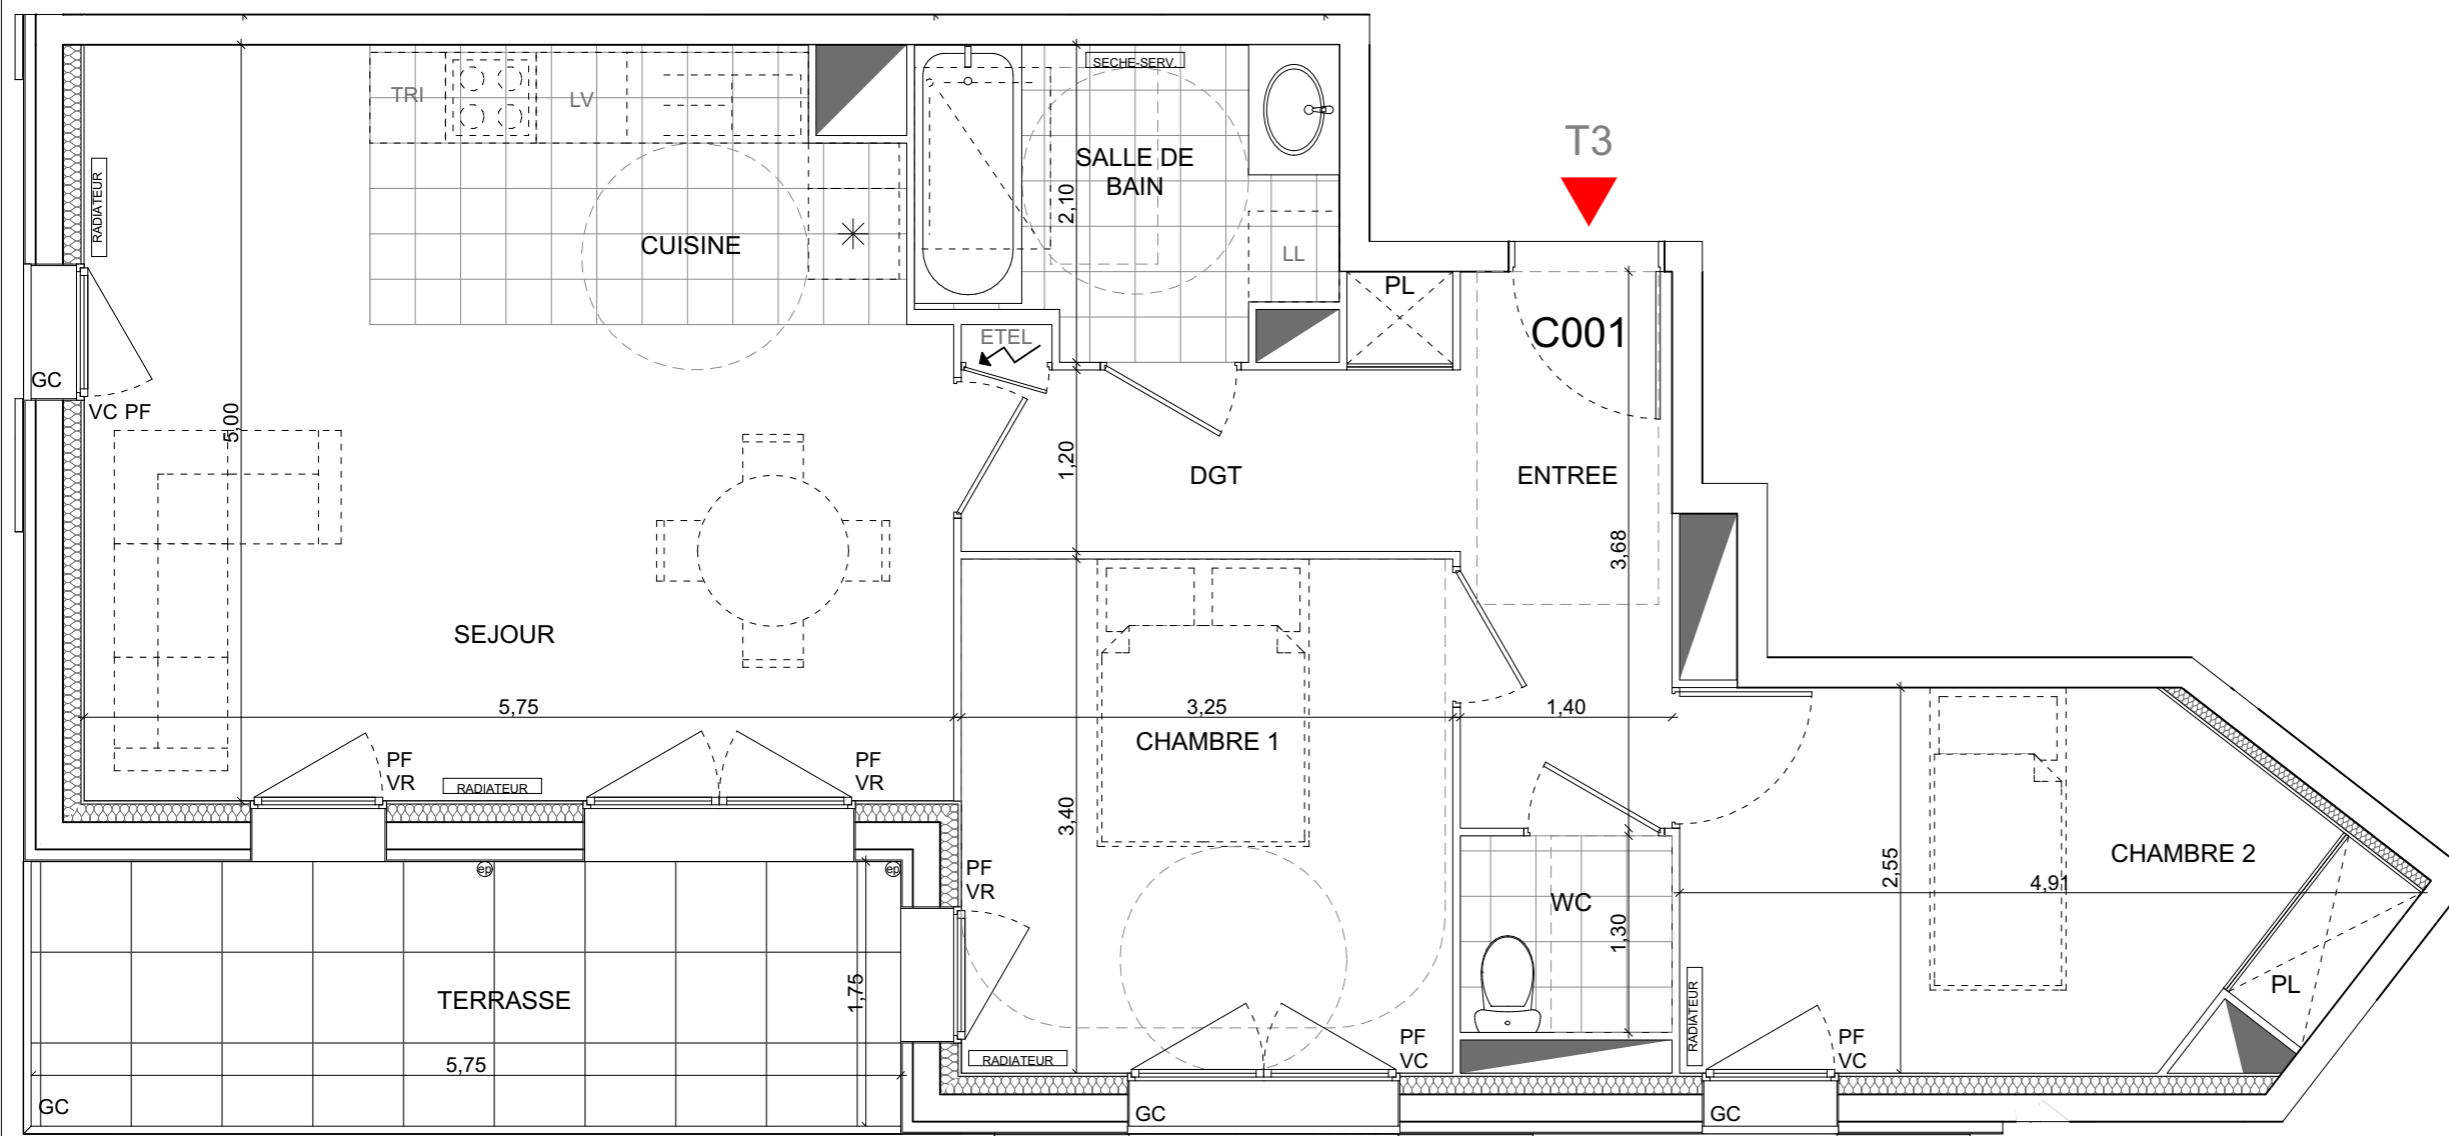 T3
C001
SECHE-SERV.
TRI
LV
SALLE DE
BAIN
2,10
RADIATEUR
CUISINE
LL
PL
ETEL
GC
VC PF
5,00
1,20
DGT
ENTREE
3,68
SEJOUR
5,75
3,25
1,40
CHAMBRE 1
PF
VR
RADIATEUR
PF
VR
3,40
2,55
CHAMBRE 2
4,91
ep
ep
PF
VR
WC
1,30
TERRASSE
1,75
PL
RADIATEUR
RADIATEUR
PF
VC
PF
VC
5,75
GC
GC
GC